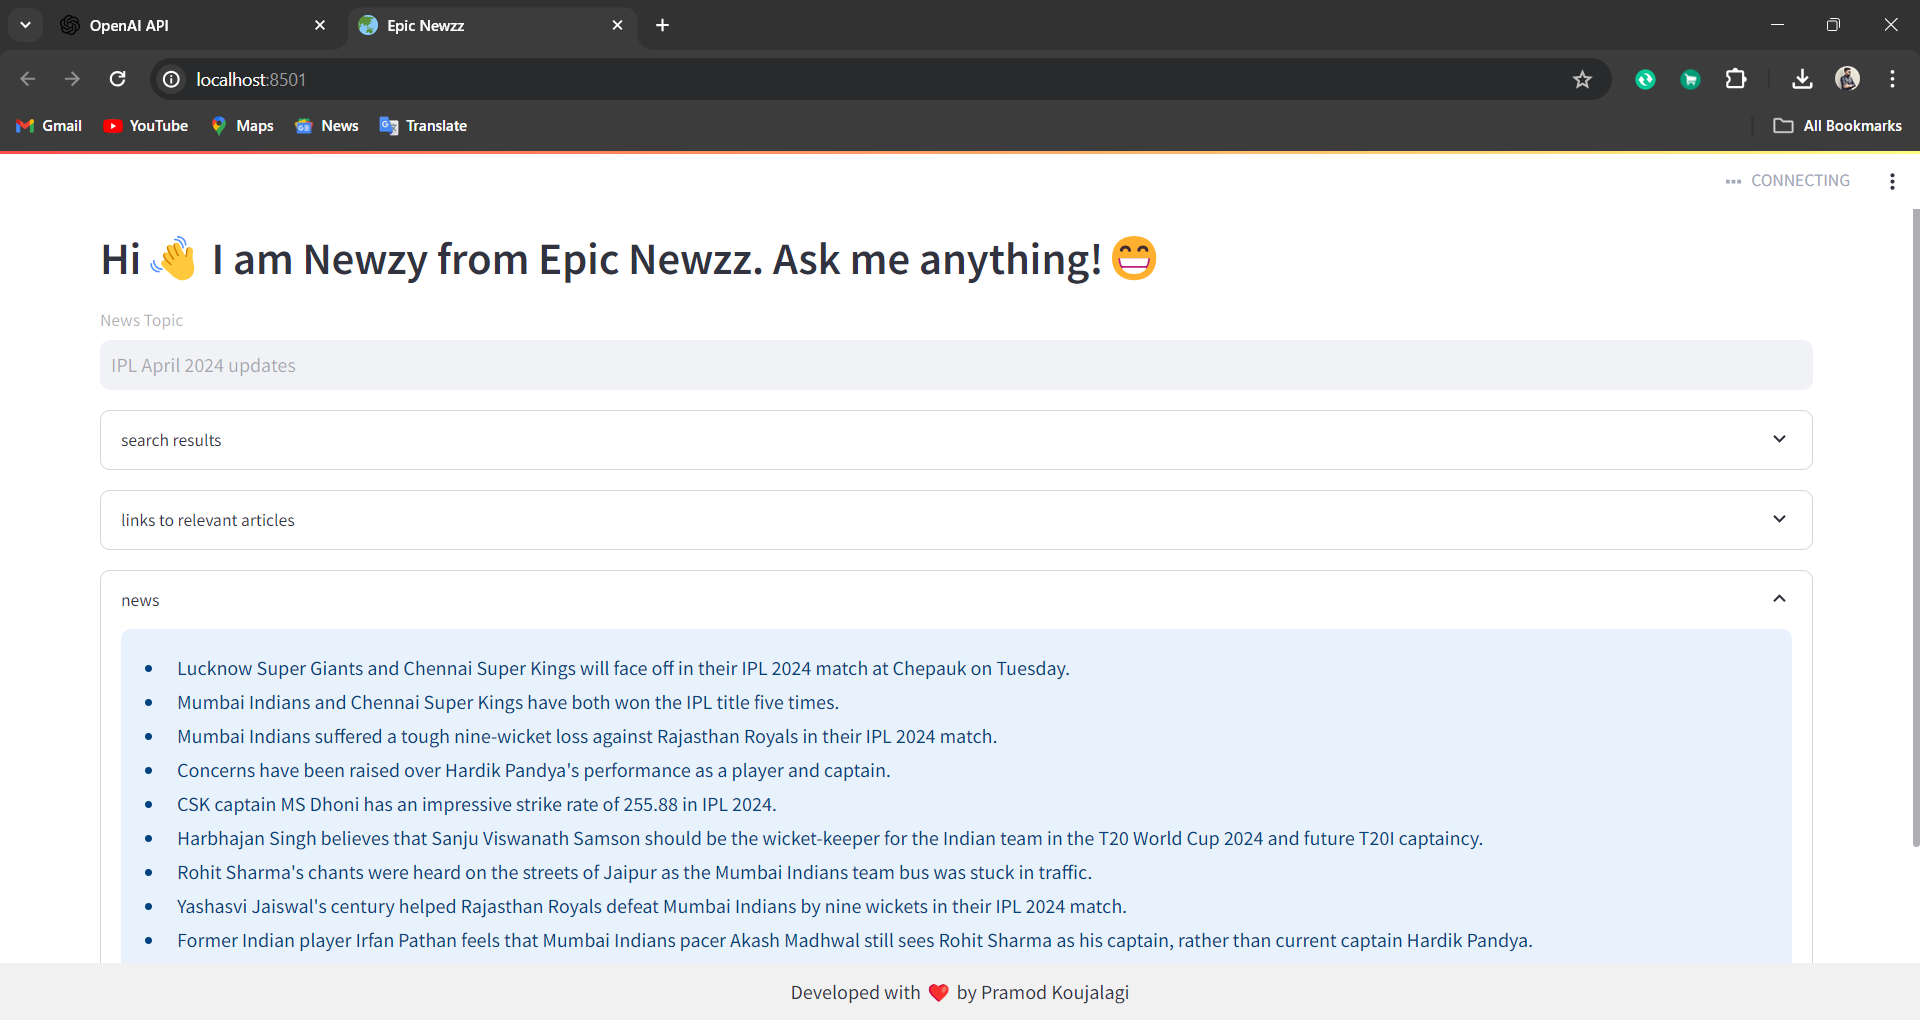 OpenAI API
Epic Newzz
localhost:8501
Gmail YouTube Maps News Translate All Bookmarks
CONNECTING
Hi 👋 I am Newzy from Epic Newzz. Ask me anything! 😄
News Topic
IPL April 2024 updates
search results
links to relevant articles
news
• Lucknow Super Giants and Chennai Super Kings will face off in their IPL 2024 match at Chepauk on Tuesday.
• Mumbai Indians and Chennai Super Kings have both won the IPL title five times.
• Mumbai Indians suffered a tough nine-wicket loss against Rajasthan Royals in their IPL 2024 match.
• Concerns have been raised over Hardik Pandya's performance as a player and captain.
• CSK captain MS Dhoni has an impressive strike rate of 255.88 in IPL 2024.
• Harbhajan Singh believes that Sanju Viswanath Samson should be the wicket-keeper for the Indian team in the T20 World Cup 2024 and future T20I captaincy.
• Rohit Sharma's chants were heard on the streets of Jaipur as the Mumbai Indians team bus was stuck in traffic.
• Yashasvi Jaiswal's century helped Rajasthan Royals defeat Mumbai Indians by nine wickets in their IPL 2024 match.
• Former Indian player Irfan Pathan feels that Mumbai Indians pacer Akash Madhwal still sees Rohit Sharma as his captain, rather than current captain Hardik Pandya.
Developed with ❤️ by Pramod Koujalagi